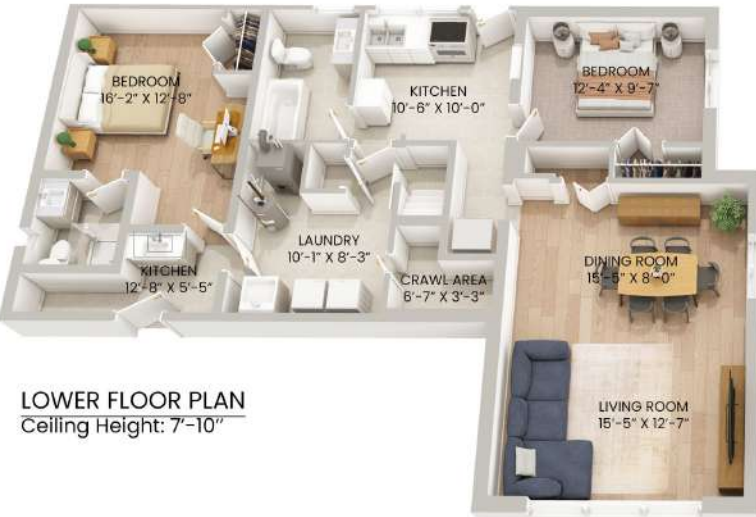 BEDROOM
16'-2" X 12'-8"
KITCHEN
10'-6" X 10'-0"
BEDROOM
12'-4" X 9'-7"
LAUNDRY
10'-1" X 8'-3"
KITCHEN
12'-8" X 5'-5"
CRAWL AREA
6'-7" X 3'-3"
DINING ROOM
15'-5" X 8'-0"
LIVING ROOM
15'-5" X 12'-7"
LOWER FLOOR PLAN
Ceiling Height: 7'-10"